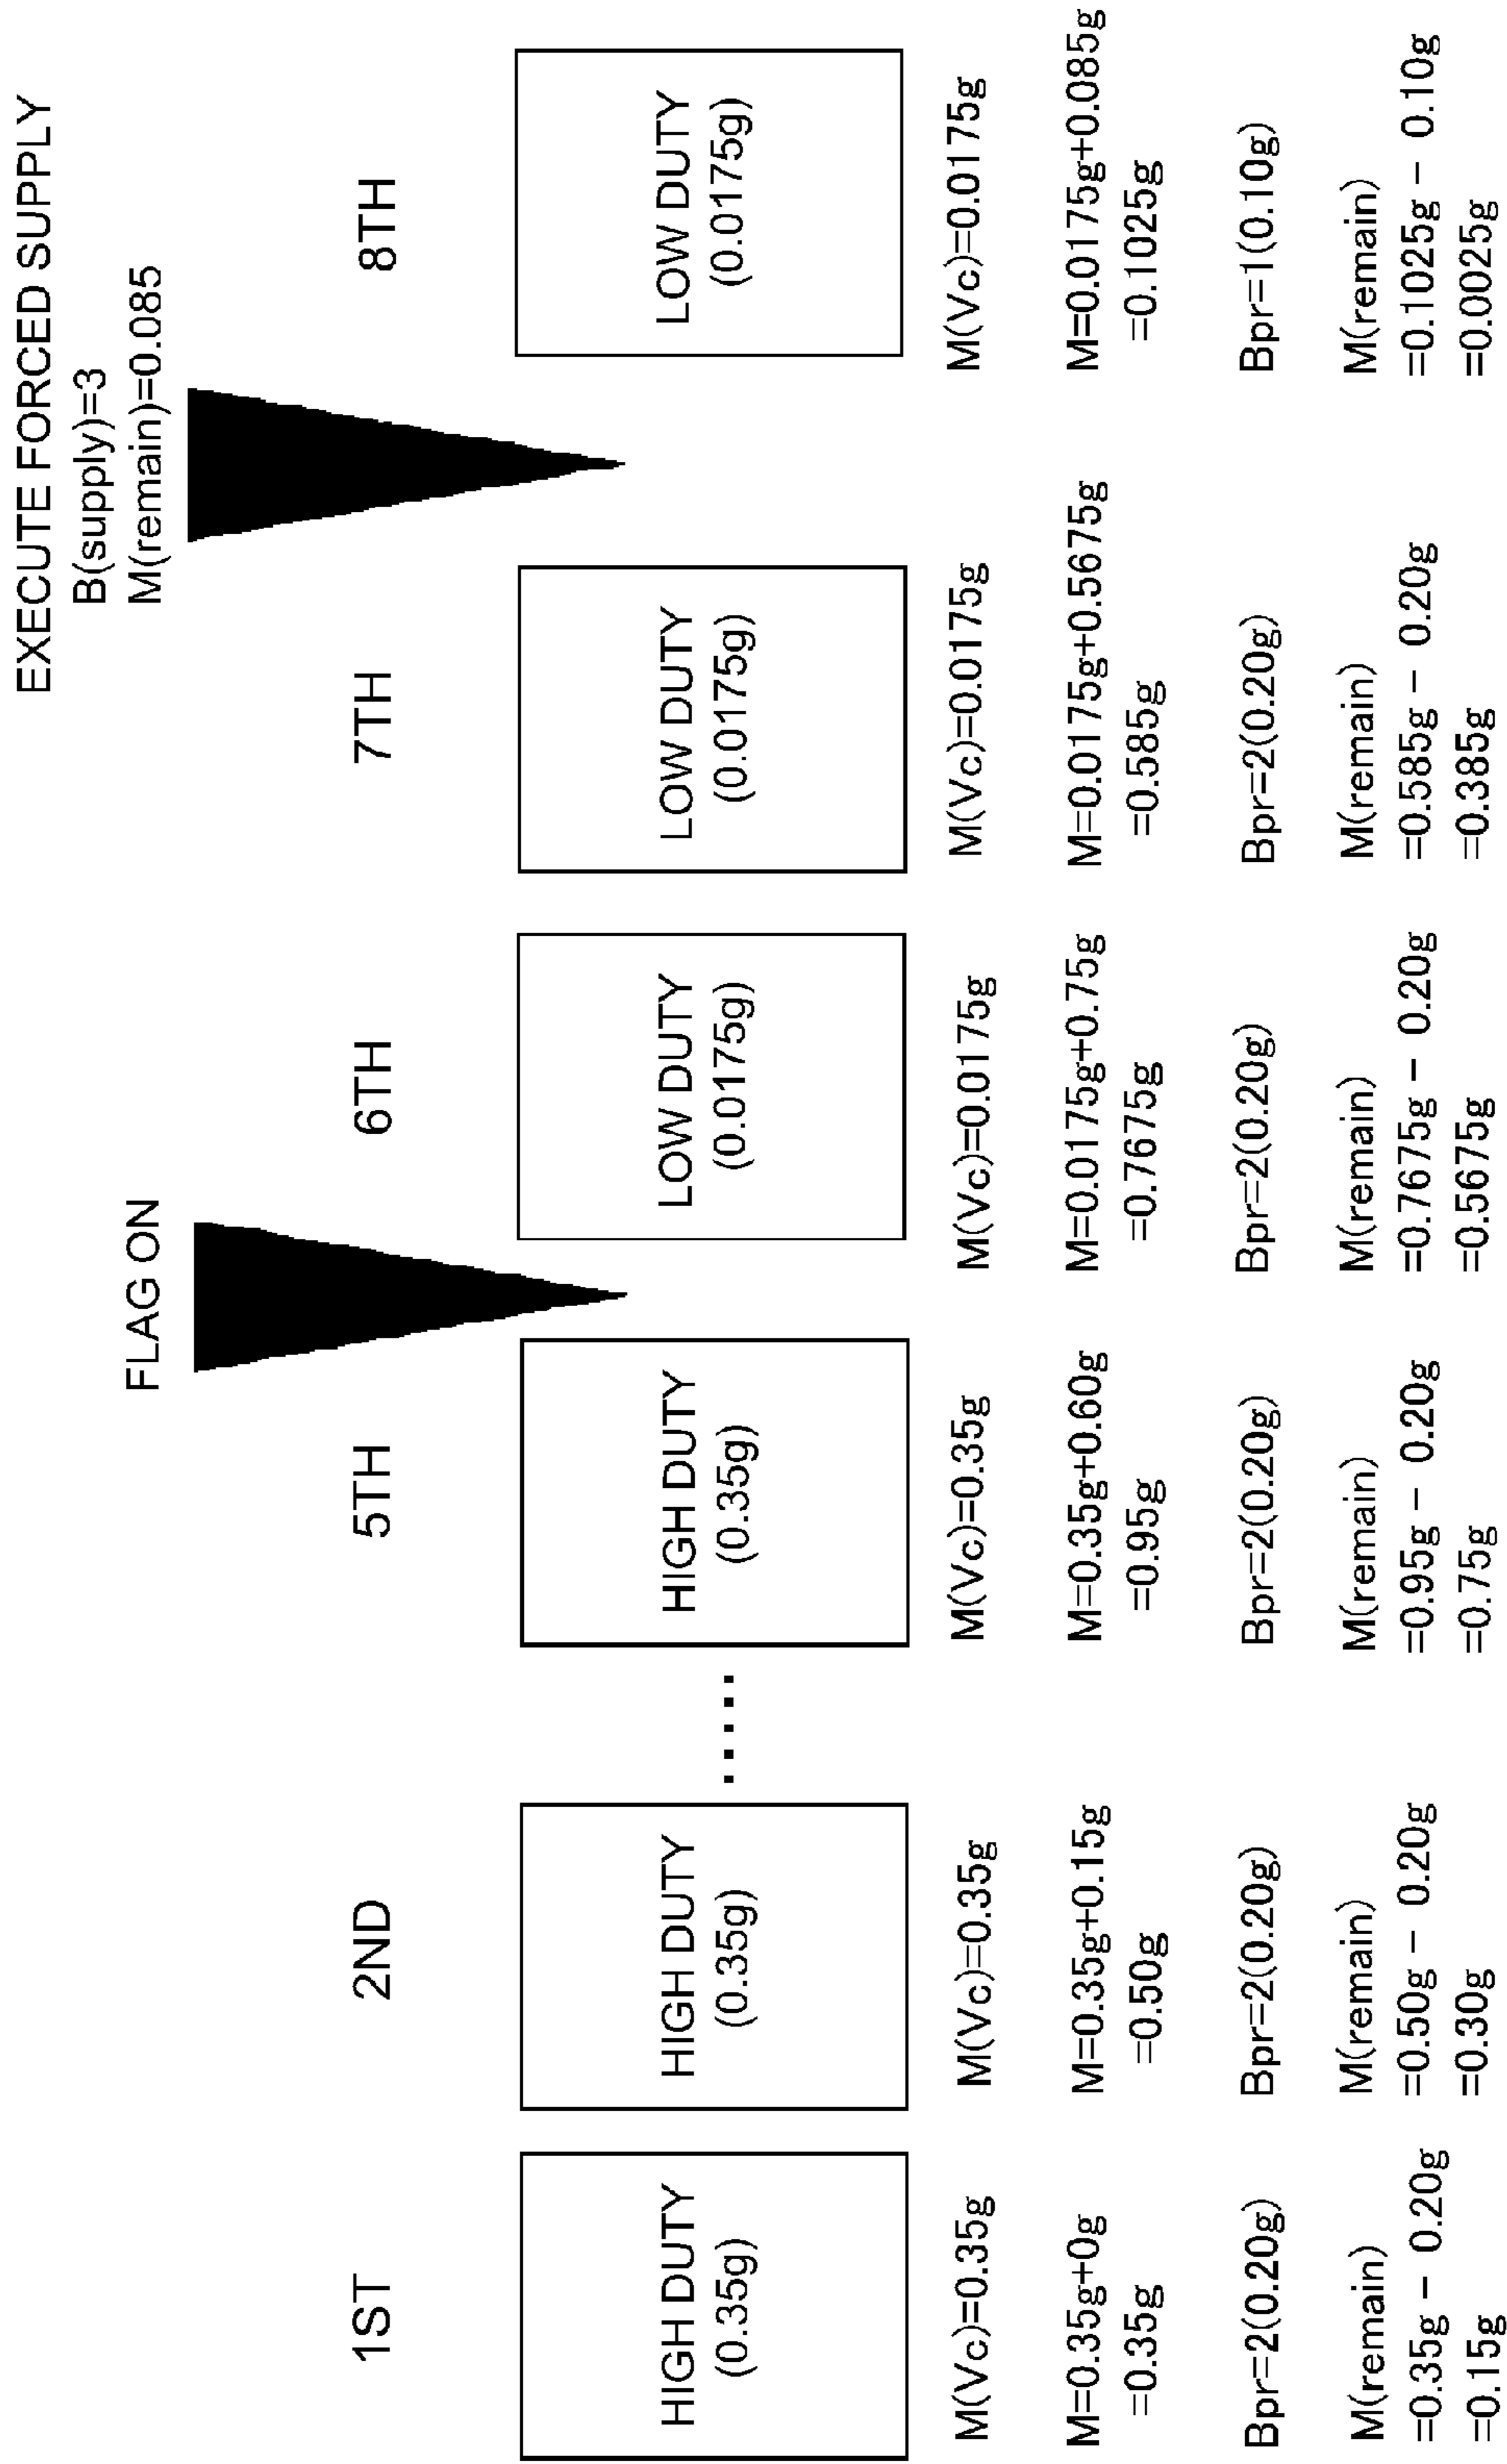 EXECUTE FORCED SUPPLY
B(supply)=3
M(remain)=0.085
FLAG ON
1ST
2ND
5TH
6TH
7TH
8TH
HIGH DUTY
(0.35g)
HIGH DUTY
(0.35g)
.....
HIGH DUTY
(0.35g)
LOW DUTY
(0.0175g)
LOW DUTY
(0.0175g)
LOW DUTY
(0.0175g)
M(Vc)=0.35g
M=0.35g+0g
=0.35g
Bpr=2(0.20g)
M(remain)
=0.35g - 0.20g
=0.15g
M(Vc)=0.35g
M=0.35g+0.15g
=0.50g
Bpr=2(0.20g)
M(remain)
=0.50g - 0.20g
=0.30g
M(Vc)=0.35g
M=0.35g+0.60g
=0.95g
Bpr=2(0.20g)
M(remain)
=0.95g - 0.20g
=0.75g
M(Vc)=0.0175g
M=0.0175g+0.75g
=0.7675g
Bpr=2(0.20g)
M(remain)
=0.7675g - 0.20g
=0.5675g
M(Vc)=0.0175g
M=0.0175g+0.5675g
=0.585g
Bpr=2(0.20g)
M(remain)
=0.585g - 0.20g
=0.385g
M(Vc)=0.0175g
M=0.0175g+0.085g
=0.1025g
Bpr=1(0.10g)
M(remain)
=0.1025g - 0.10g
=0.0025g